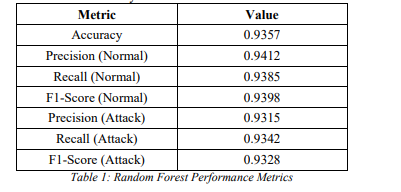 Metric Value
Accuracy 0.9357
Precision (Normal) 0.9412
Recall (Normal) 0.9385
F1-Score (Normal) 0.9398
Precision (Attack) 0.9315
Recall (Attack) 0.9342
F1-Score (Attack) 0.9328
Table 1: Random Forest Performance Metrics